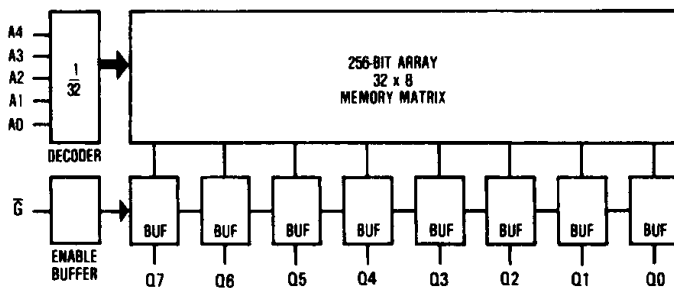 A4
A3
A2
A1
A0
1
32
DECODER
256-BIT ARRAY
32 x 8
MEMORY MATRIX
G̅
ENABLE
BUFFER
BUF BUF BUF BUF BUF BUF BUF BUF
Q7 Q6 Q5 Q4 Q3 Q2 Q1 Q0